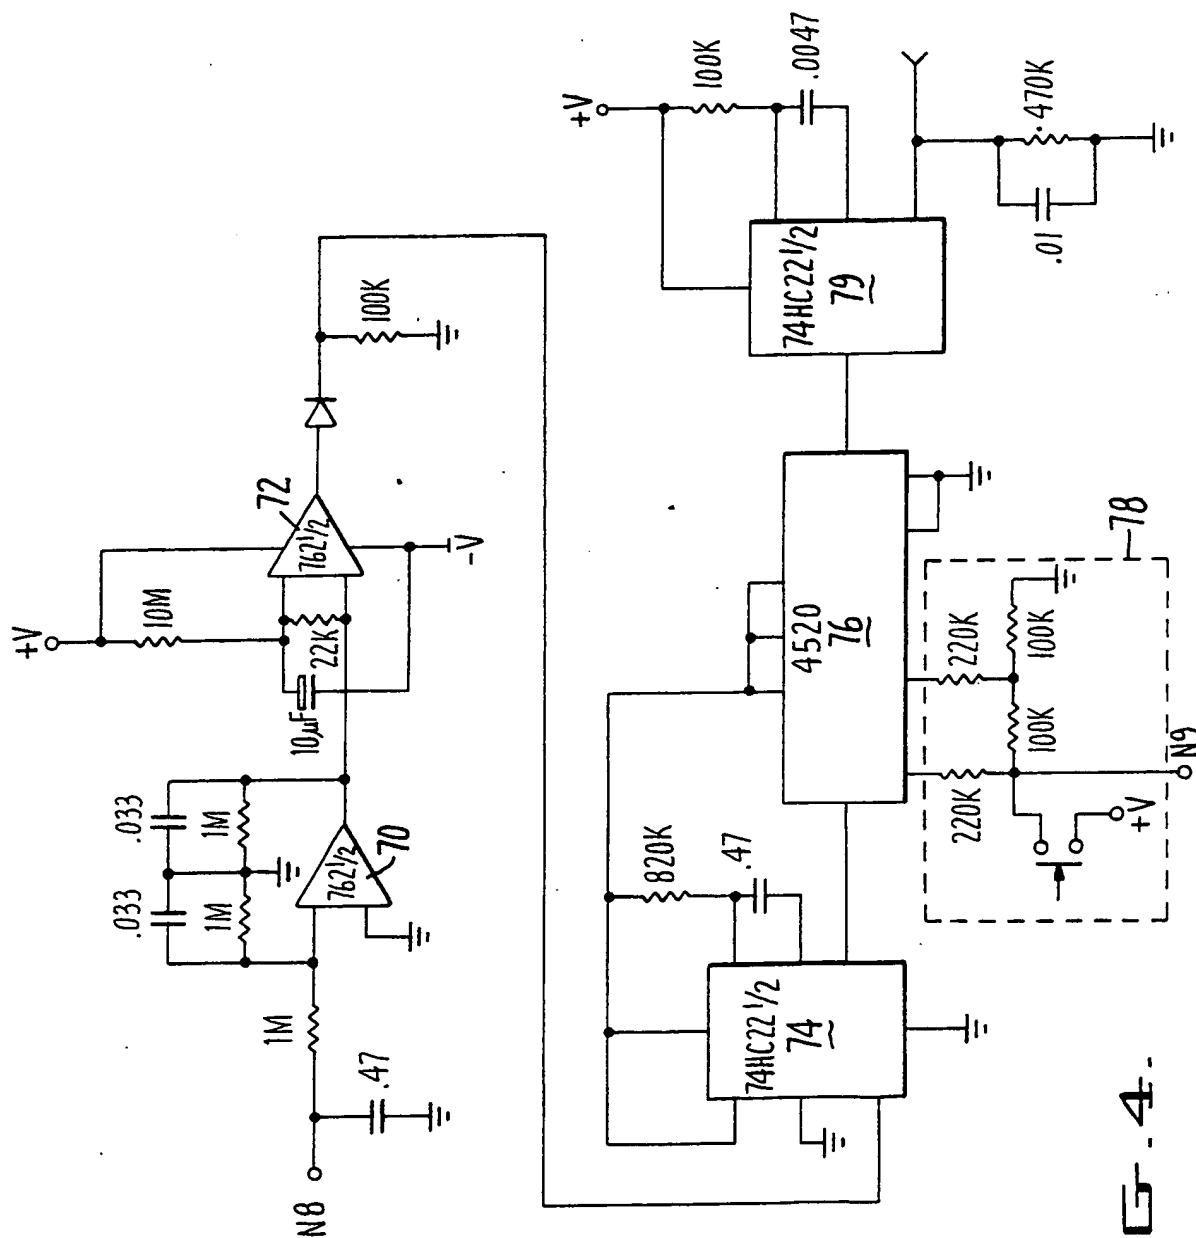 N8
.47
1M
.033
.033
1M
1M
762½
70
+V
10M
10µF
22K
762½
72
-V
100K
820K
.47
74HC22½
74
4520
76
220K
220K
100K
100K
+V
N9
78
+V
100K
.0047
74HC22½
79
.01
.470K
G. 4.